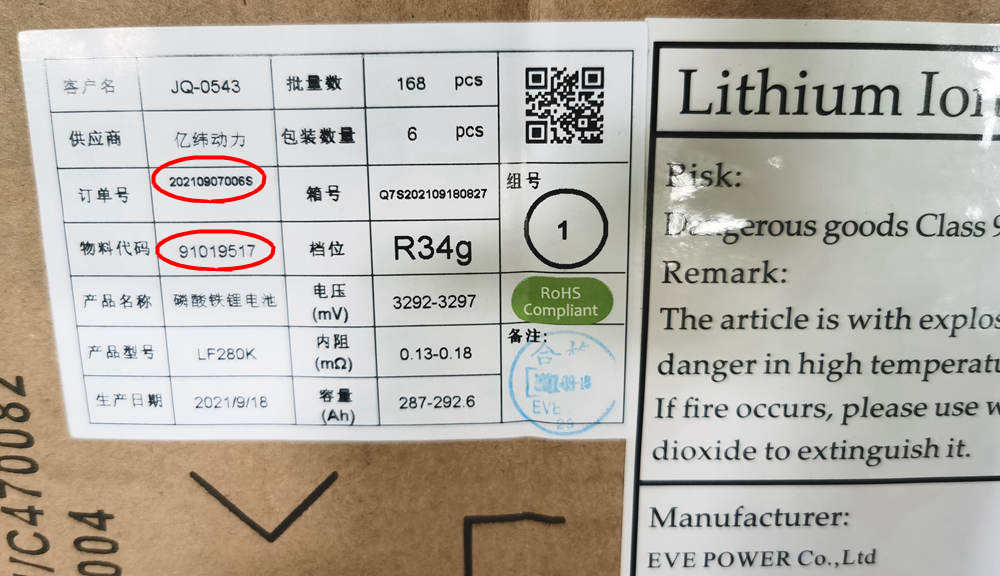 客户名 JQ-0543 批量数 168 pcs
供应商 亿纬动力 包装数量 6 pcs
订单号 20210907006S 箱号 Q7S202109180827 组号
1
物料代码 91019517 档位 R34g
产品名称 磷酸铁锂电池 电压 (mV) 3292-3297
RoHS
Compliant
产品型号 LF280K 内阻 (mΩ) 0.13-0.18 备注:
生产日期 2021/9/18 容量 (Ah) 287-292.6
合格
EVE
Lithium Ion
Risk:
Dangerous goods Class 9
Remark:
The article is with explos
danger in high temperatu
If fire occurs, please use w
dioxide to extinguish it.
Manufacturer:
EVE POWER Co.,Ltd
/C470082
004